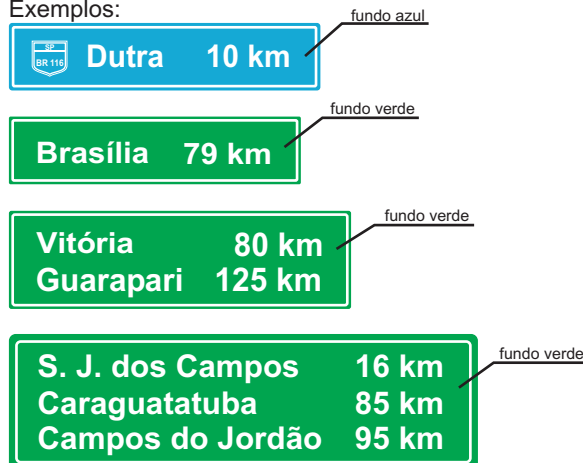 Exemplos:
fundo azul
SP
BR 116
Dutra 10 km
fundo verde
Brasília 79 km
fundo verde
Vitória 80 km
Guarapari 125 km
fundo verde
S. J. dos Campos 16 km
Caraguatatuba 85 km
Campos do Jordão 95 km